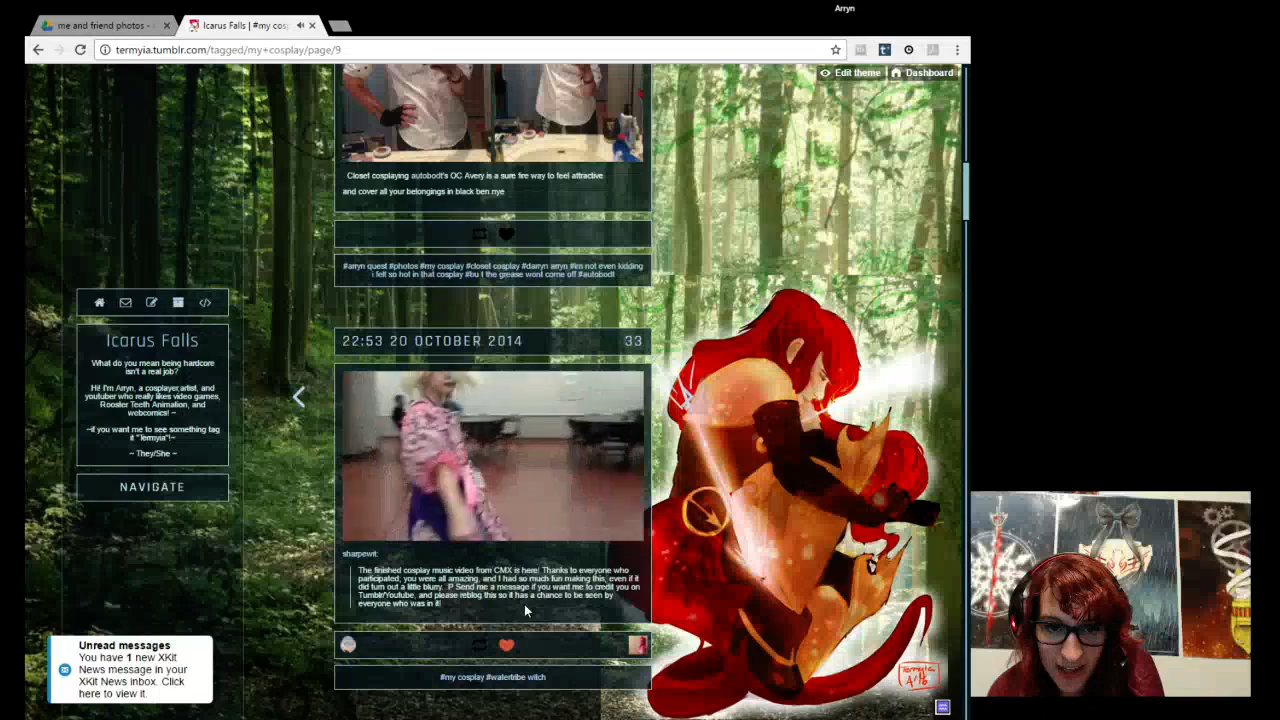 Arryn
me and friend photos -
Icarus Falls | #my cos
termyia.tumblr.com/tagged/my+cosplay/page/9
Edit theme
Dashboard
Closet cosplaying autobodt's OC Avery is a sure fire way to feel attractive
and cover all your belongings in black ben nye
#arryn quest #photos #my cosplay #closet cosplay #darryn arryn #im not even kidding
i felt so hot in that cosplay #bu t the grease wont come off #autobodt
22:53 20 OCTOBER 2014
33
Icarus Falls
What do you mean being hardcore
isn't a real job?
Hi! I'm Arryn, a cosplayer,artist, and
youtuber who really likes video games,
Rooster Teeth Animation, and
webcomics! ~
~if you want me to see something tag
it "Termyia"!~
~ They/She ~
NAVIGATE
sharpewit:
The finished cosplay music video from CMX is here! Thanks to everyone who
participated; you were all amazing, and I had so much fun making this, even if it
did turn out a little blurry. :P Send me a message if you want me to credit you on
Tumblr/Youtube, and please reblog this so it has a chance to be seen by
everyone who was in it!
#my cosplay #watertribe witch
Unread messages
You have 1 new XKit
News message in your
XKit News inbox. Click
here to view it.
Termyia